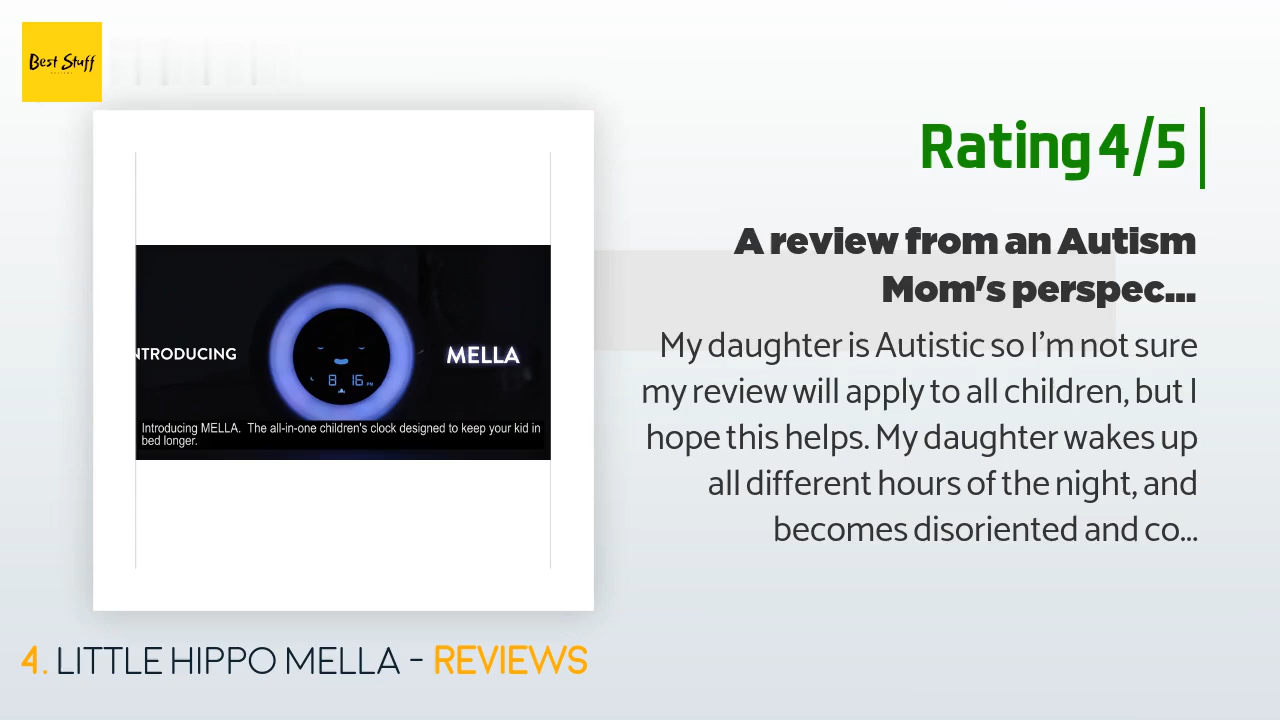 Best Stuff
Rating 4/5
A review from an Autism
Mom's perspec...
My daughter is Autistic so I'm not sure
my review will apply to all children, but I
hope this helps. My daughter wakes up
all different hours of the night, and
becomes disoriented and co...
NTRODUCING
MELLA
8 16 PM
Introducing MELLA. The all-in-one children's clock designed to keep your kid in
bed longer.
4. LITTLE HIPPO MELLA - REVIEWS